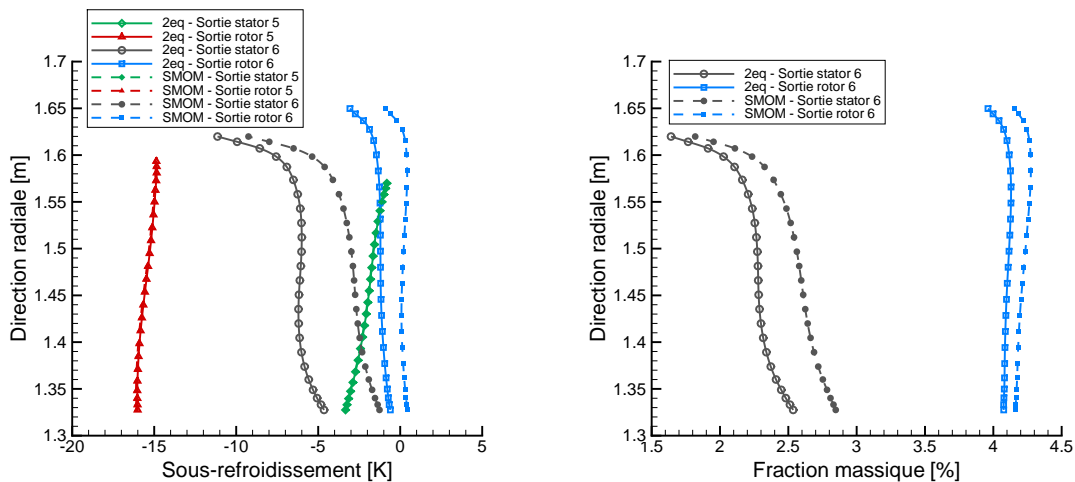 2eq - Sortie stator 5
2eq - Sortie rotor 5
2eq - Sortie stator 6
2eq - Sortie rotor 6
SMOM - Sortie stator 5
SMOM - Sortie rotor 5
SMOM - Sortie stator 6
SMOM - Sortie rotor 6
Direction radiale [m]
1.7
1.65
1.6
1.55
1.5
1.45
1.4
1.35
1.3
-20
-15
-10
-5
0
5
Sous-refroidissement [K]
2eq - Sortie stator 6
2eq - Sortie rotor 6
SMOM - Sortie stator 6
SMOM - Sortie rotor 6
Direction radiale [m]
1.7
1.65
1.6
1.55
1.5
1.45
1.4
1.35
1.3
1.5
2
2.5
3
3.5
4
4.5
Fraction massique [%]